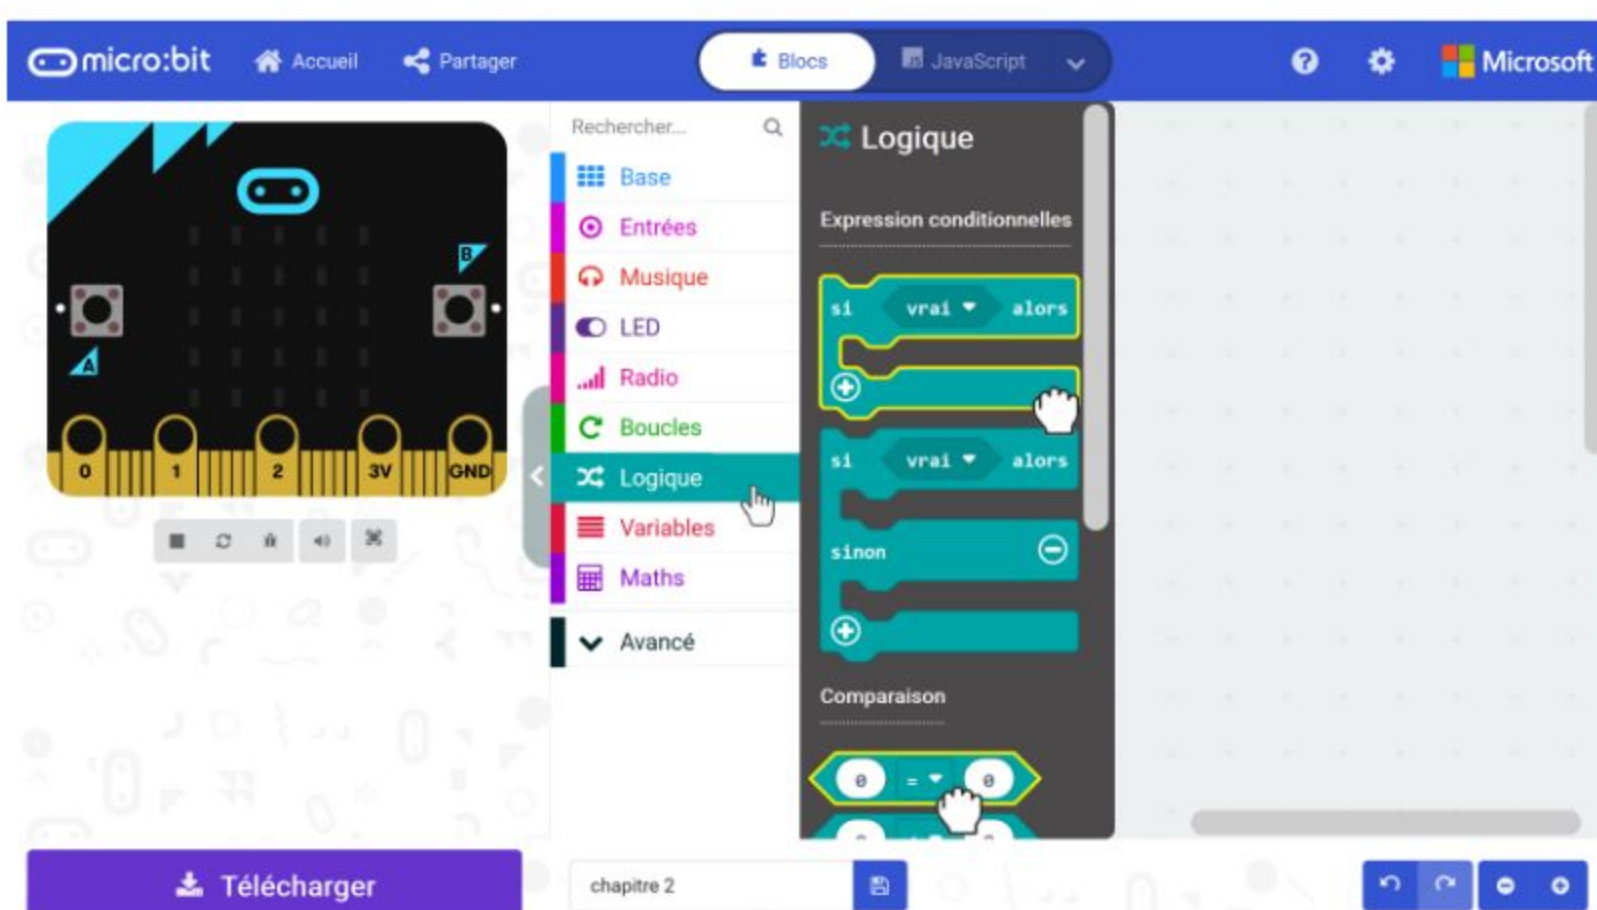 micro:bit Accueil Partager Blocs JavaScript Microsoft
Rechercher...
Base
Entrées
Musique
LED
Radio
Boucles
Logique
Variables
Maths
Avancé
Logique
Expression conditionnelles
si vrai alors
si vrai alors
sinon
Comparaison
0 = 0
B
A
0 1 2 3V GND
Télécharger
chapitre 2